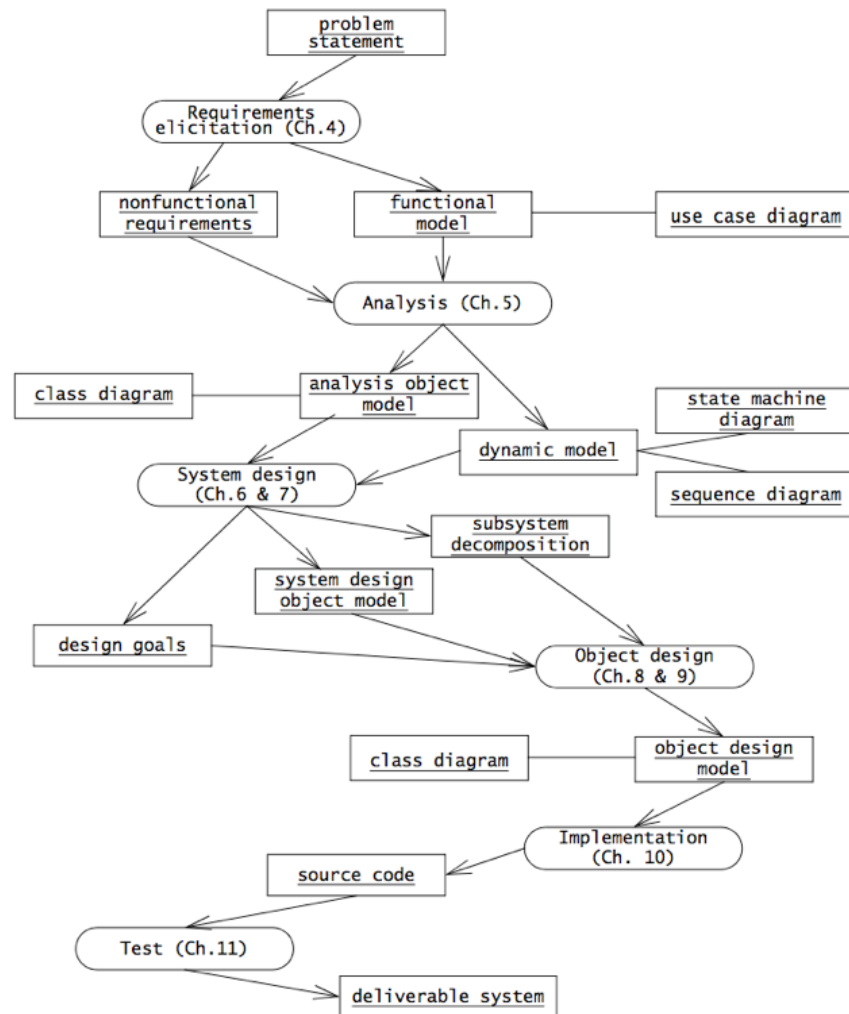 problem
statement
Requirements
elicitation (Ch.4)
nonfunctional
requirements
functional
model
use case diagram
Analysis (Ch.5)
class diagram
analysis object
model
state machine
diagram
dynamic model
System design
(Ch.6 & 7)
sequence diagram
subsystem
decomposition
system design
object model
design goals
Object design
(Ch.8 & 9)
class diagram
object design
model
Implementation
(Ch. 10)
source code
Test (Ch.11)
deliverable system